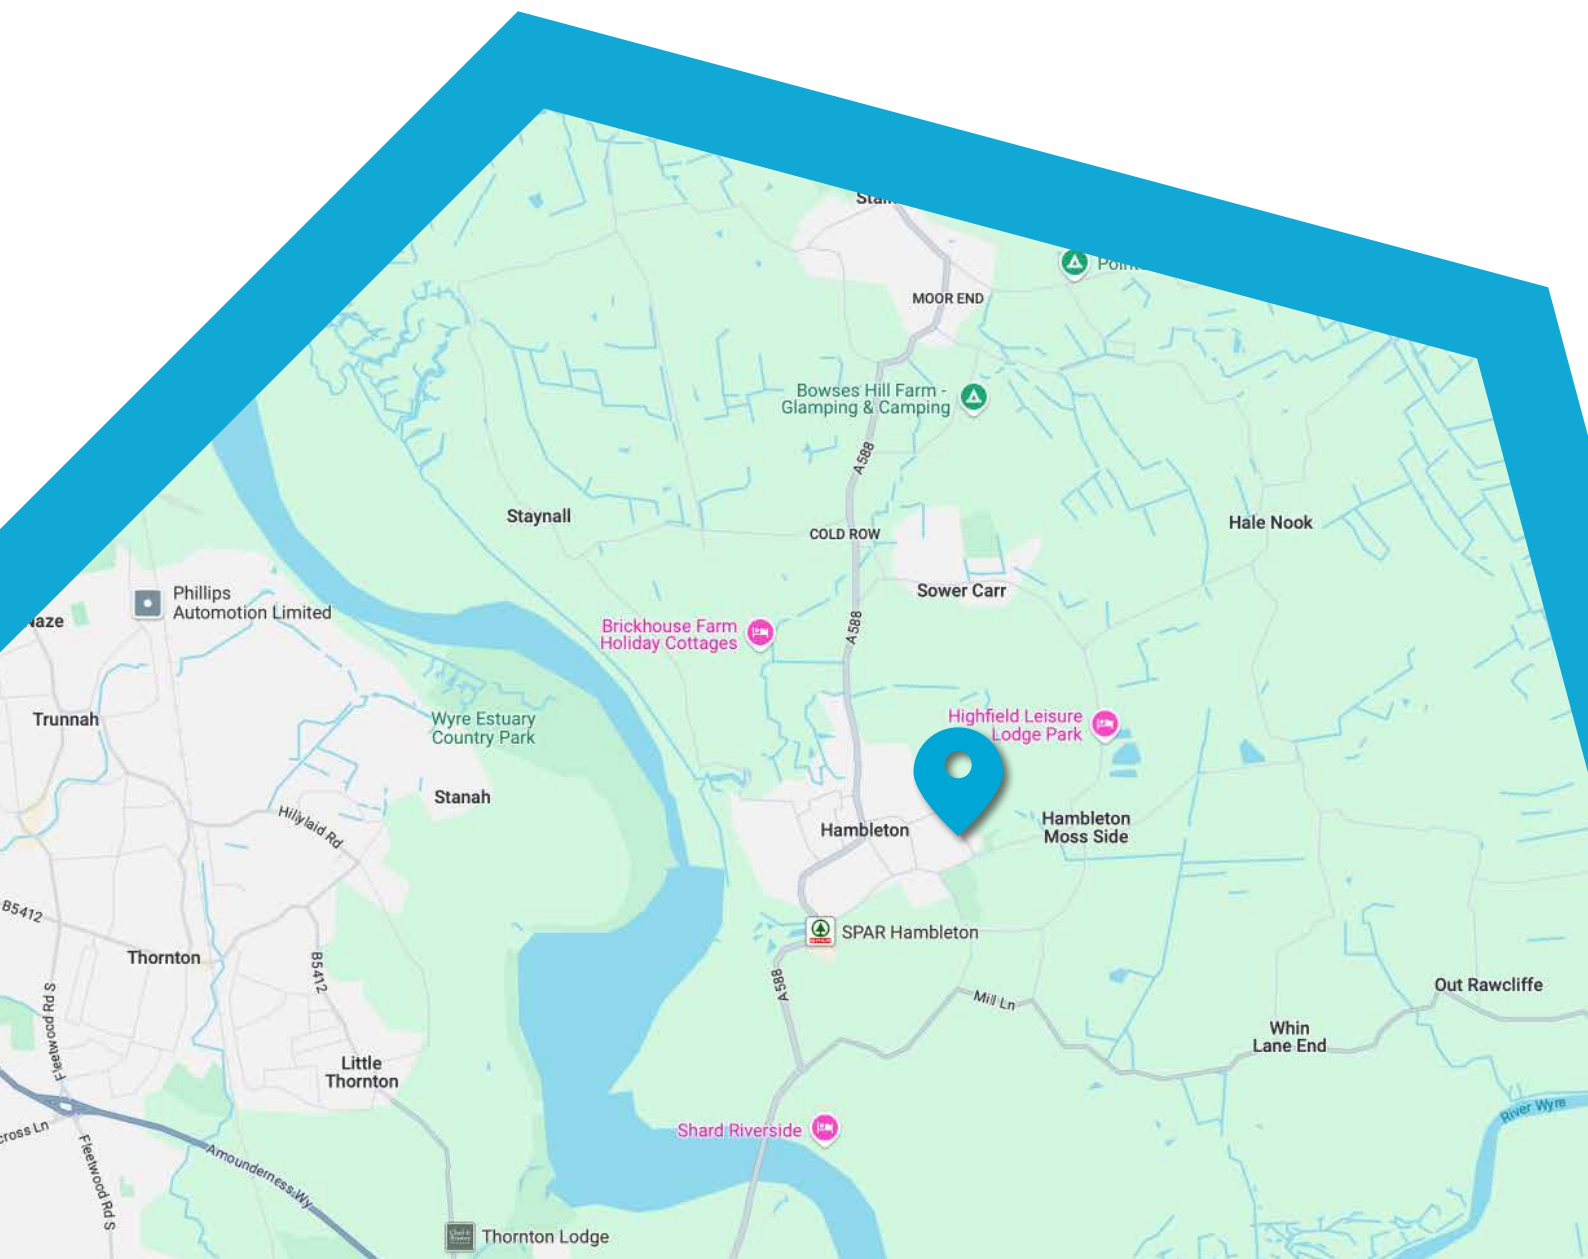 MOOR END
Bowses Hill Farm -
Glamping & Camping
A588
Staynall
COLD ROW
Hale Nook
Sower Carr
Phillips
Automotion Limited
Brickhouse Farm
Holiday Cottages
A588
Trunnah
Wyre Estuary
Country Park
Highfield Leisure
Lodge Park
Stanah
Hillylaid Rd
Hambleton
Hambleton
Moss Side
B5412
SPAR Hambleton
Thornton
B5412
A588
Mill Ln
Out Rawcliffe
Fleetwood Rd S
Whin
Lane End
Little
Thornton
River Wyre
Shard Riverside
Fleetwood Rd S
Amounderness Wy
Thornton Lodge